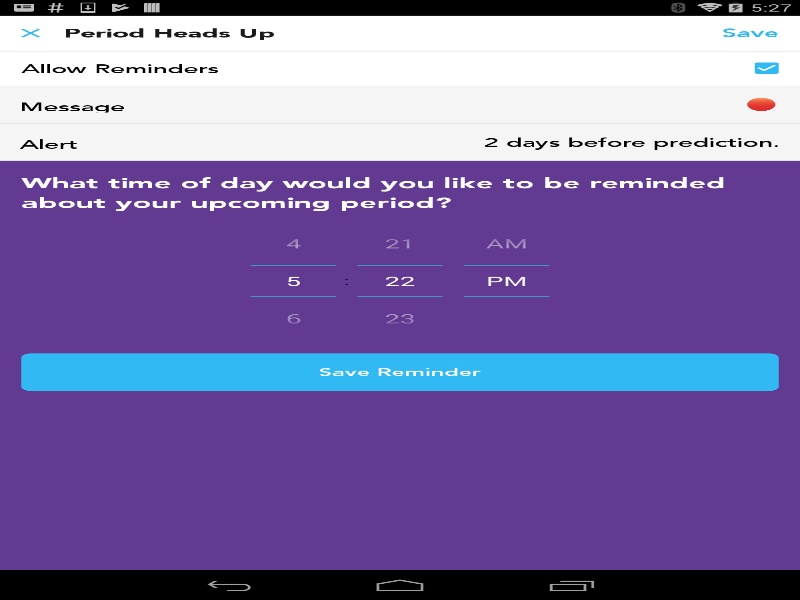 5:27
Period Heads Up
Save
Allow Reminders
Message
Alert
2 days before prediction.
What time of day would you like to be reminded
about your upcoming period?
4 21 AM
5 : 22 PM
6 23
Save Reminder